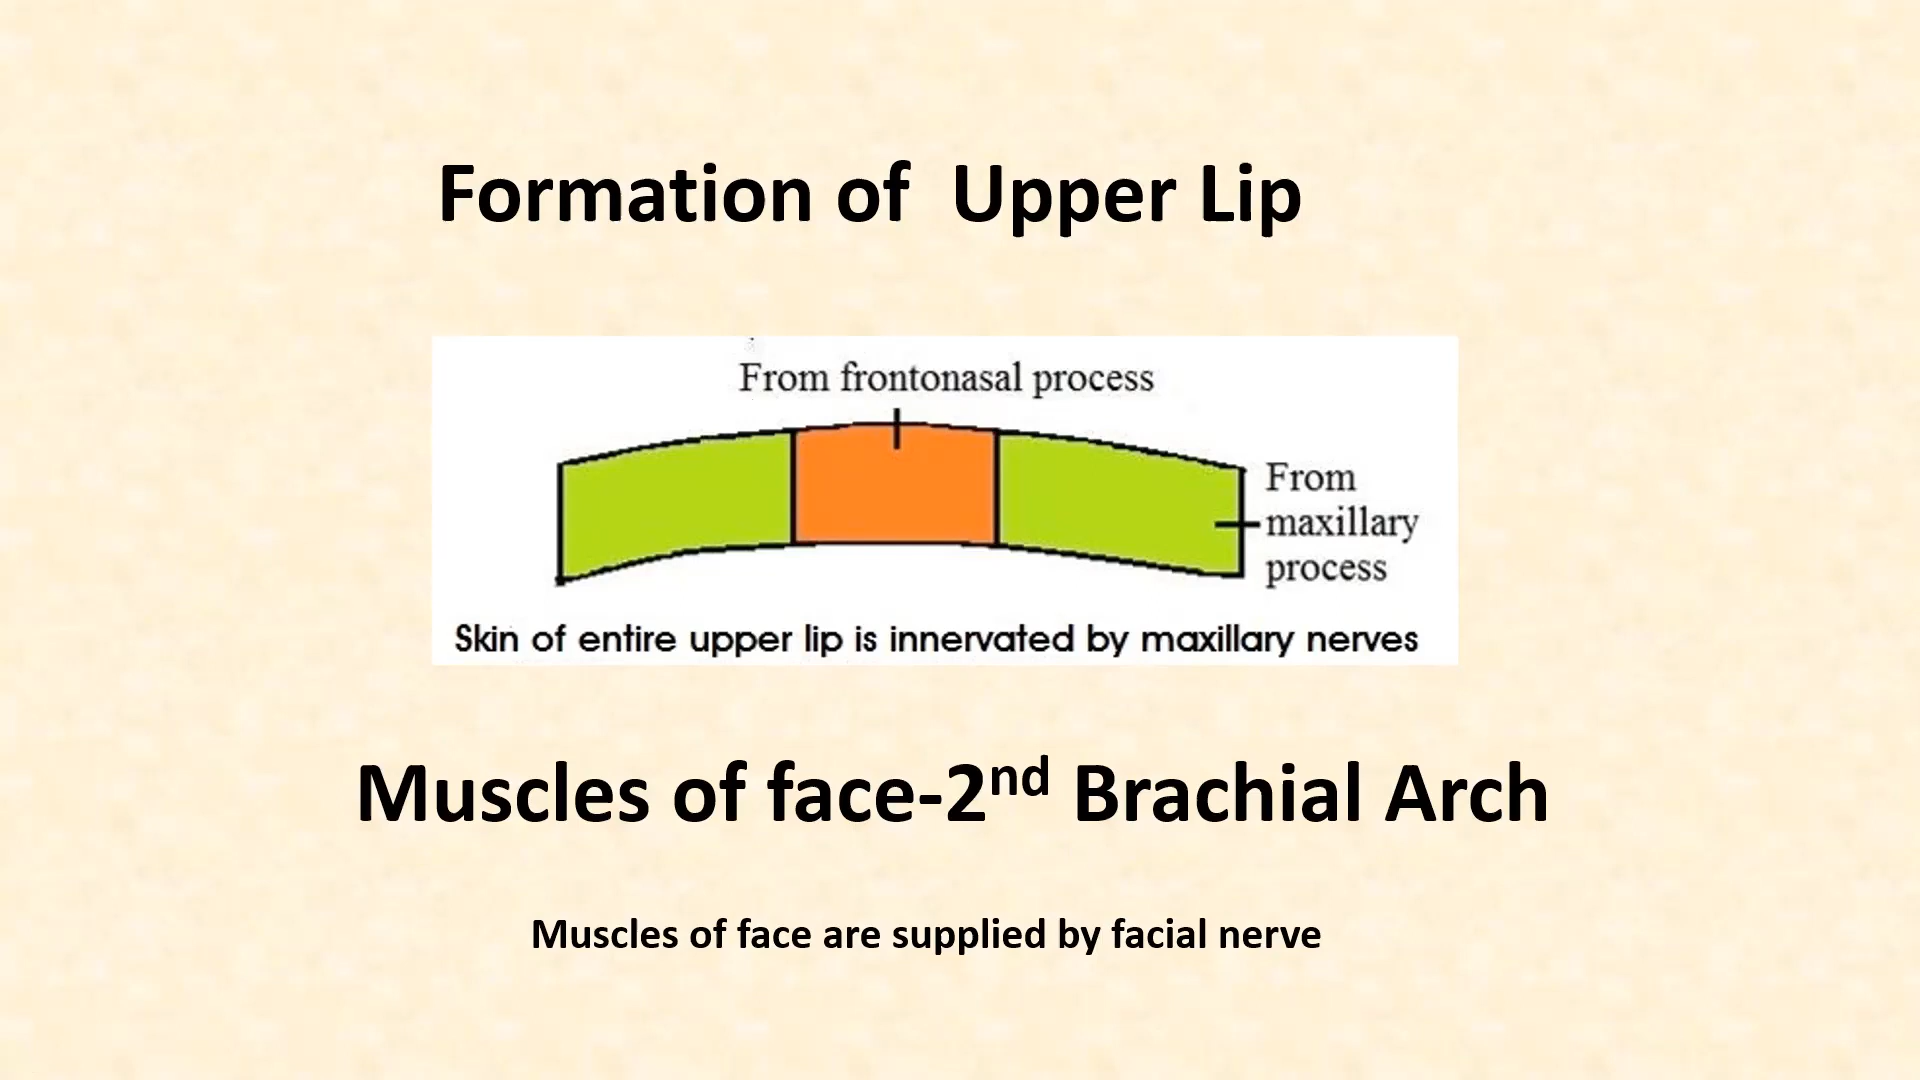 Formation of  Upper Lip
From frontonasal process
From
maxillary
process
Skin of entire upper lip is innervated by maxillary nerves
Muscles of face-2nd Brachial Arch
Muscles of face are supplied by facial nerve